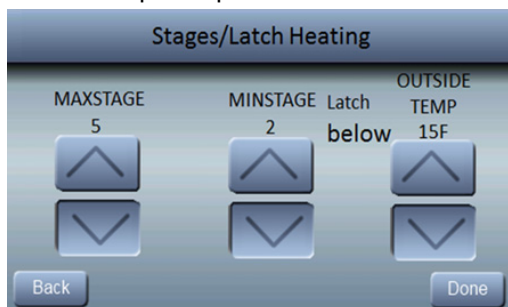 Stages/Latch Heating
MAXSTAGE
5
MINSTAGE
2
Latch
below
OUTSIDE
TEMP
15F
Back
Done